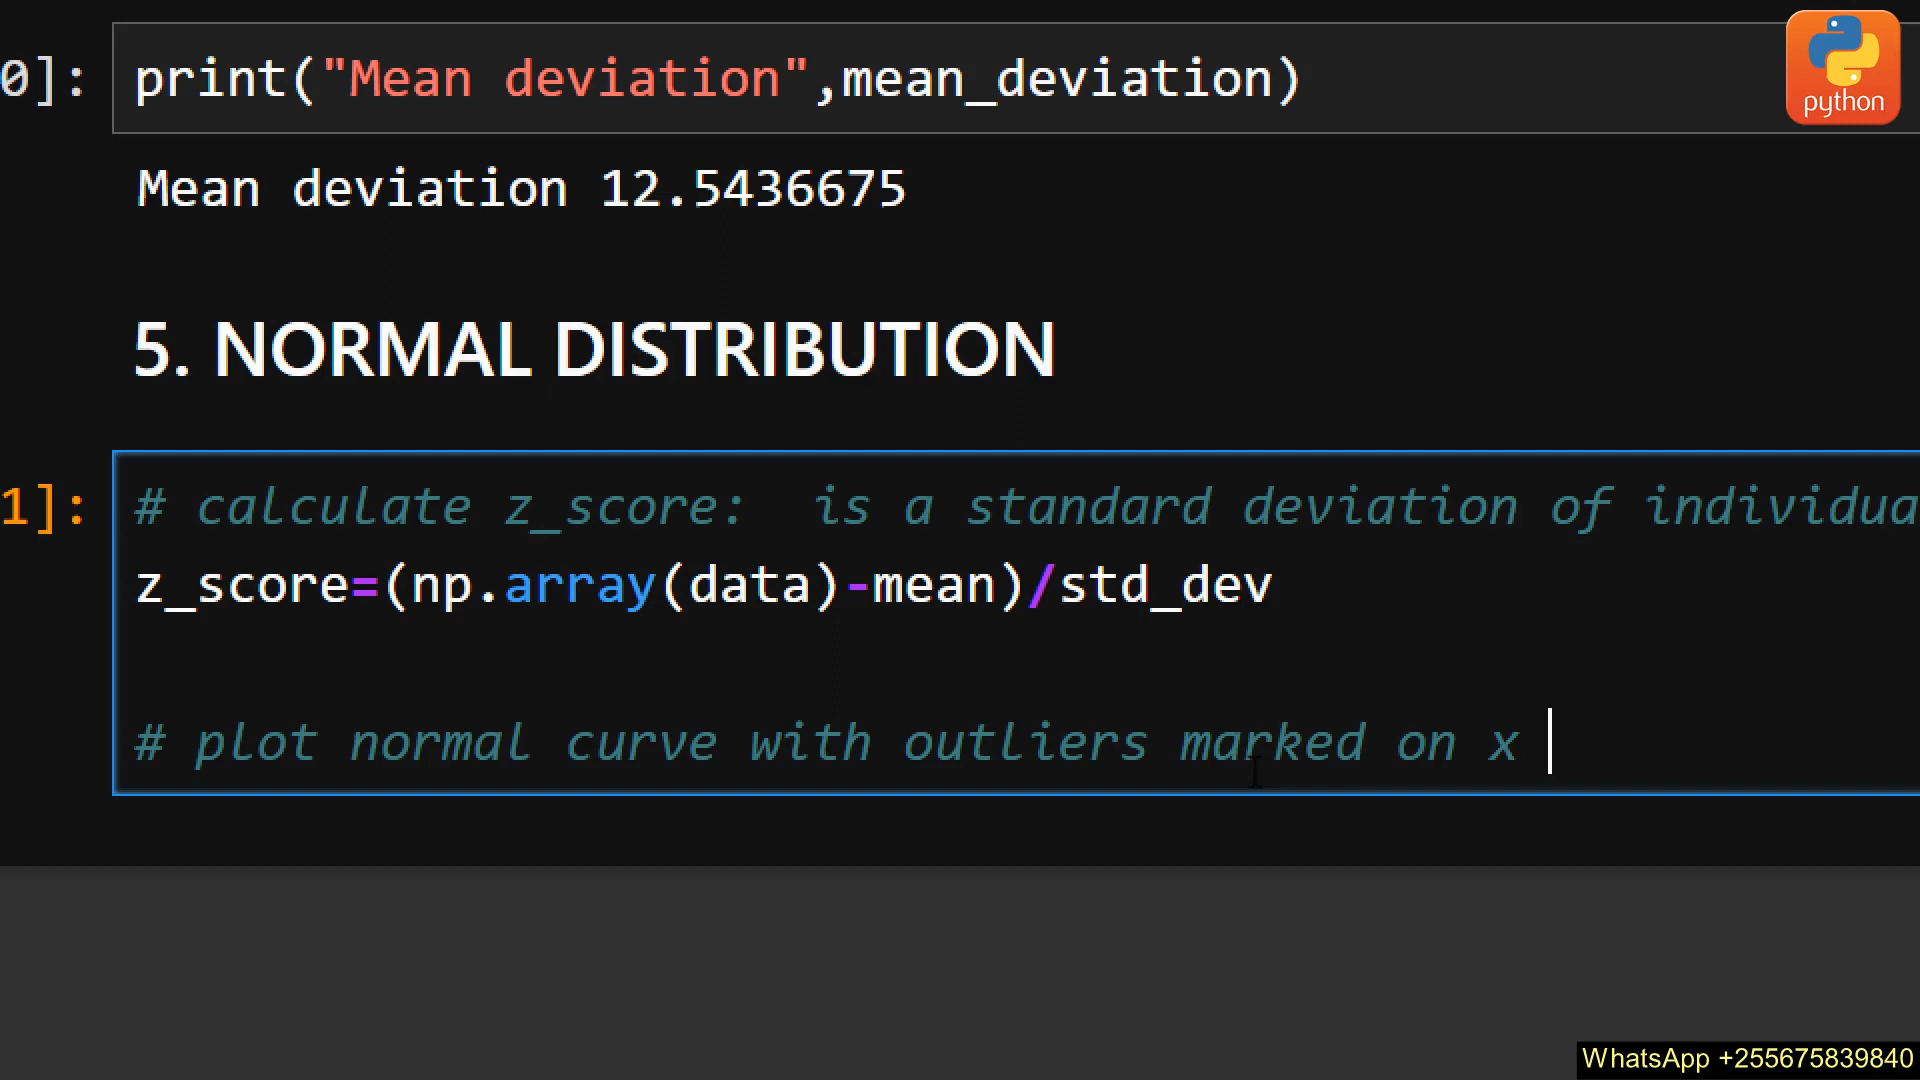 0]: print("Mean deviation",mean_deviation)
python
Mean deviation 12.5436675
5. NORMAL DISTRIBUTION
1]: # calculate z_score:  is a standard deviation of individua
z_score=(np.array(data)-mean)/std_dev
# plot normal curve with outliers marked on x
WhatsApp +255675839840